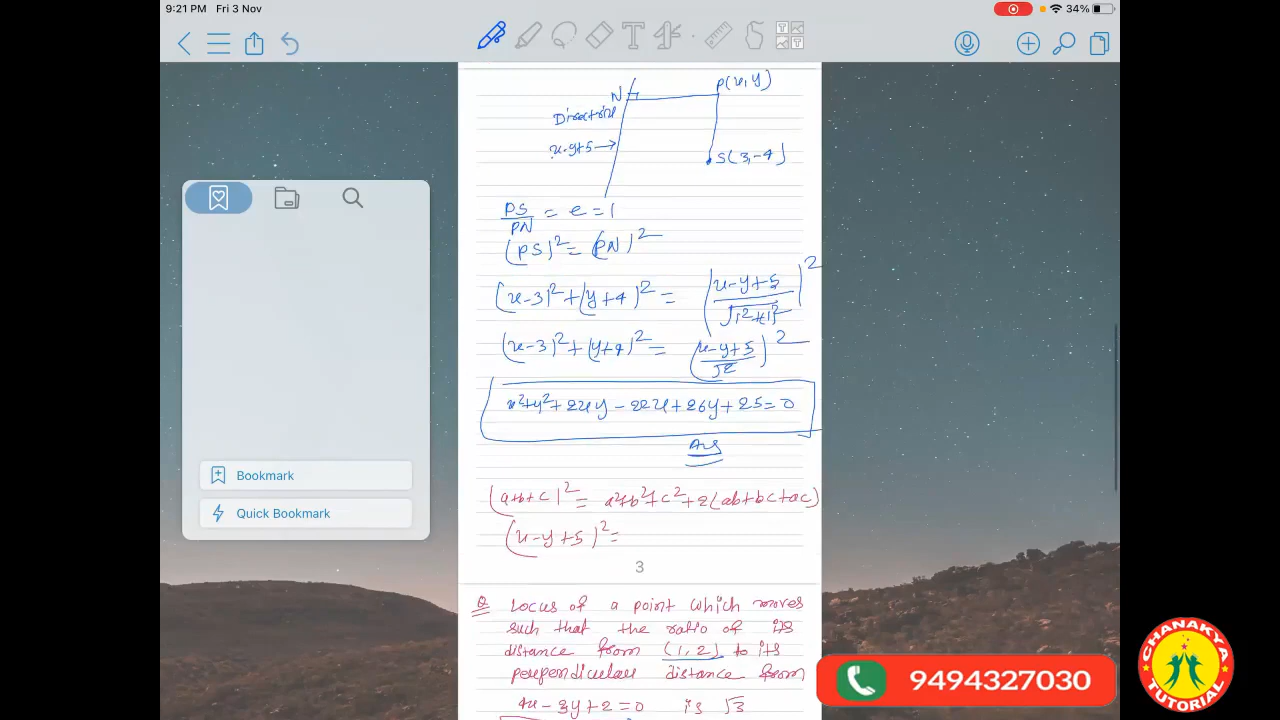 9:21 PM Fri 3 Nov
34%
N
P(x, y)
Directrix
x-y+5→
S(3,-4)
PS/PN = e = 1
(PS)² = (PN)²
(x-3)²+(y+4)² = |x-y+5/√1²+1²|²
(x-3)²+(y+4)² = (x-y+5/√2)²
x²+y²+2xy-22x+26y+25=0
Ans
(a+b+c)² = a²+b²+c²+2(ab+bc+ac)
(x-y+5)² =
3
Q Locus of a point which moves
such that the ratio of its
distance from (1, 2) to its
perpendicular distance from
4x-3y+2=0 is √3
Bookmark
Quick Bookmark
9494327030
CHANAKYA
TUTORIAL